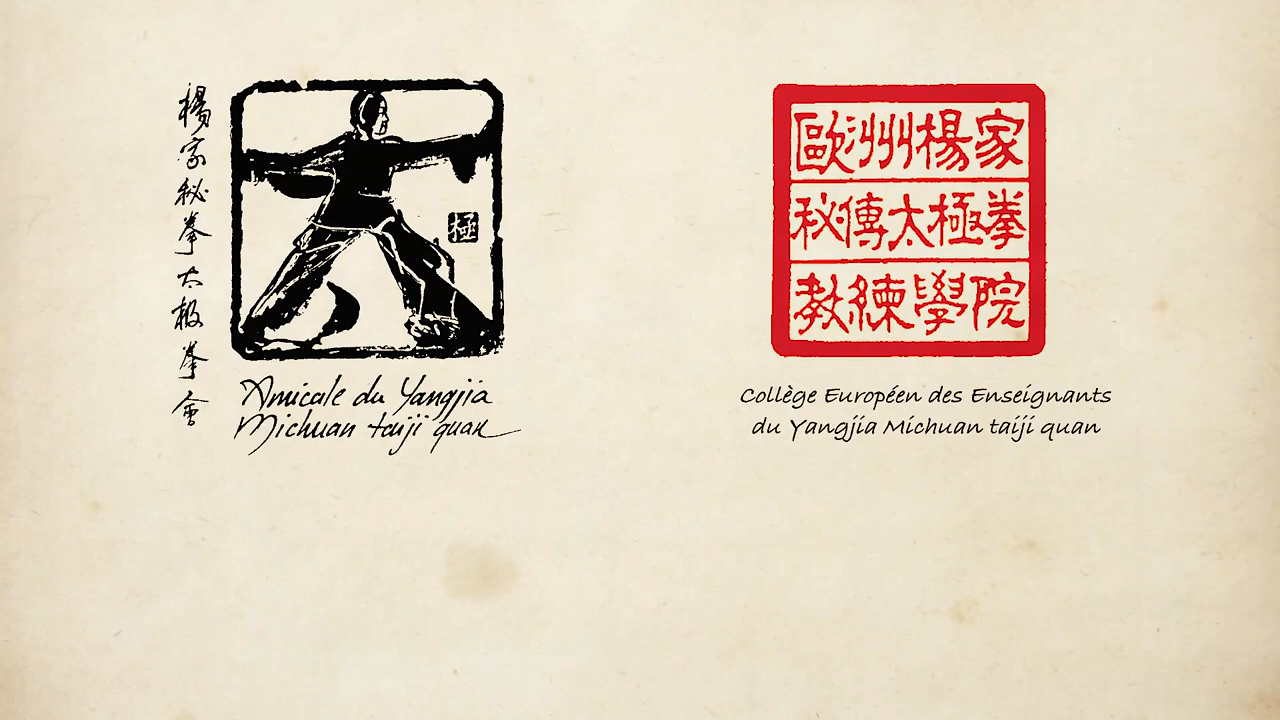 楊家秘拳太极拳會
極
Amicale du Yangjia
Michuan taiji quan
歐洲楊家
秘傳太極拳
教練學院
Collège Européen des Enseignants
du Yangjia Michuan taiji quan